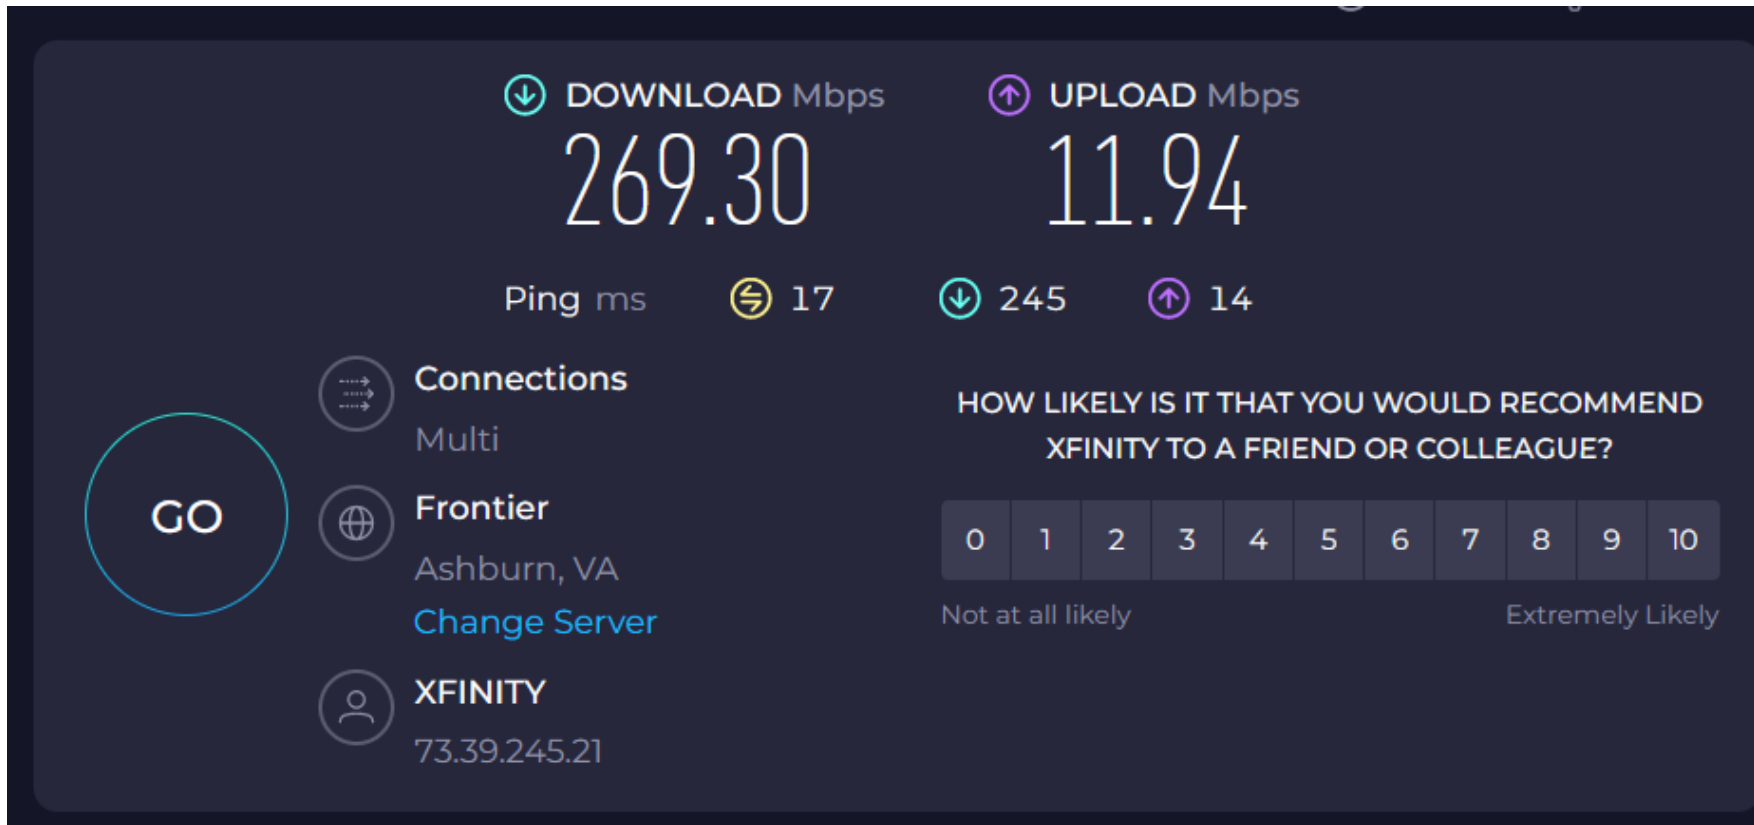 DOWNLOAD Mbps
269.30
UPLOAD Mbps
11.94
Ping ms 17 245 14
Connections
Multi
GO
Frontier
Ashburn, VA
Change Server
XFINITY
73.39.245.21
HOW LIKELY IS IT THAT YOU WOULD RECOMMEND
XFINITY TO A FRIEND OR COLLEAGUE?
0 1 2 3 4 5 6 7 8 9 10
Not at all likely Extremely Likely